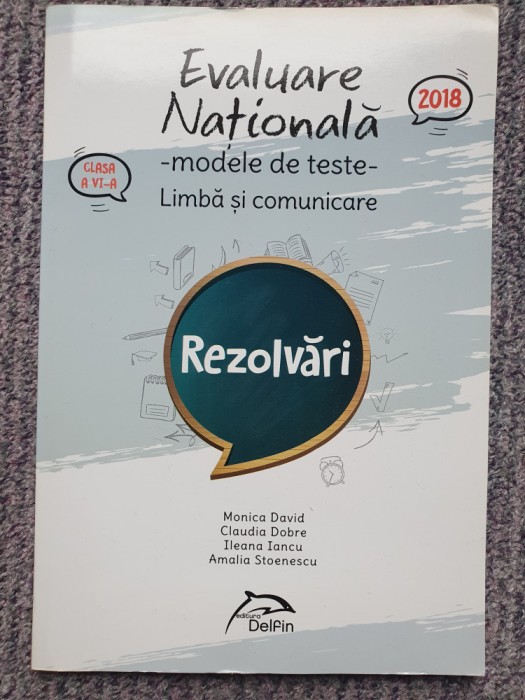 Evaluare
Națională
2018
-modele de teste-
CLASA
A VI-A
Limbă și comunicare
Rezolvări
Monica David
Claudia Dobre
Ileana Iancu
Amalia Stoenescu
editura
Delfin